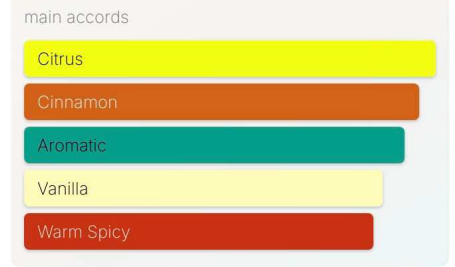 main accords
Citrus
Cinnamon
Aromatic
Vanilla
Warm Spicy